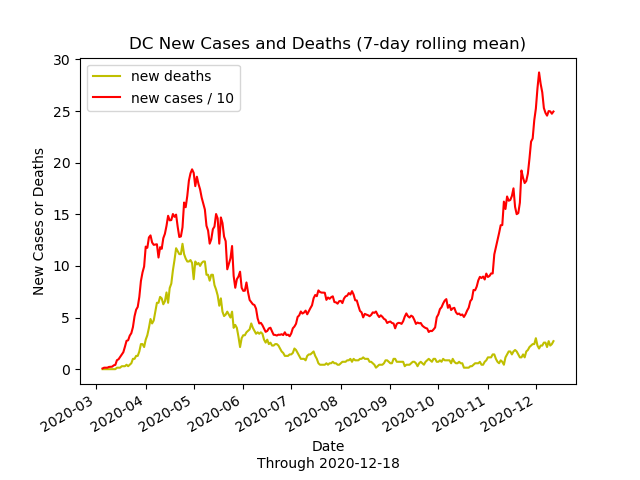 DC New Cases and Deaths (7-day rolling mean)
new deaths
new cases / 10
New Cases or Deaths
30
25
20
15
10
5
0
2020-03
2020-04
2020-05
2020-06
2020-07
2020-08
2020-09
2020-10
2020-11
2020-12
Date
Through 2020-12-18